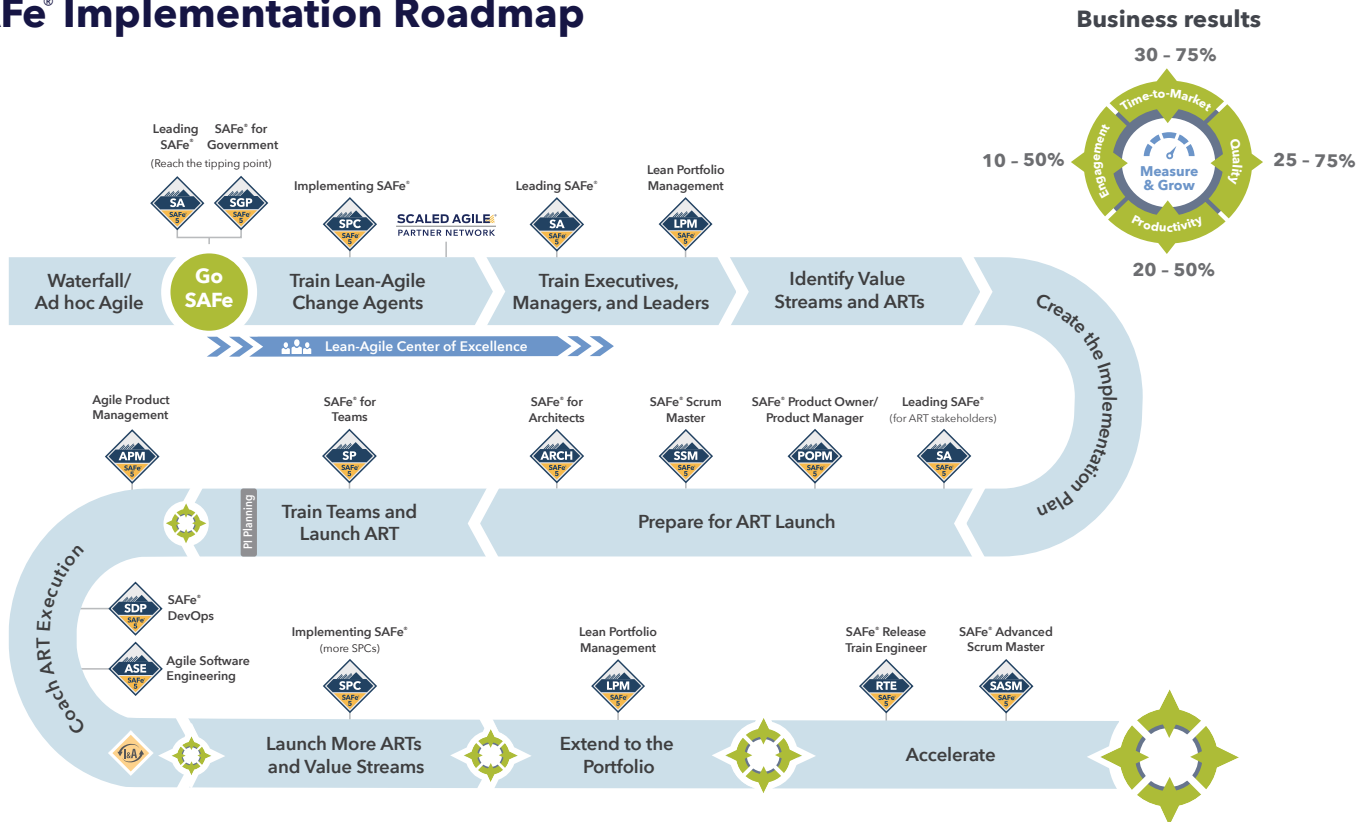 AFe® Implementation Roadmap
Business results
30 – 75%
Time-to-Market
Engagement
Quality
Productivity
Measure
& Grow
10 – 50%
25 – 75%
20 – 50%
Leading
SAFe®
SAFe® for
Government
(Reach the tipping point)
SA
SAFe®
5
SGP
SAFe®
5
Implementing SAFe®
SPC
SAFe®
5
SCALED AGILE®
PARTNER NETWORK
Leading SAFe®
SA
SAFe®
5
Lean Portfolio
Management
LPM
SAFe®
5
Waterfall/
Ad hoc Agile
Go
SAFe
Train Lean-Agile
Change Agents
Train Executives,
Managers, and Leaders
Identify Value
Streams and ARTs
Create the Implementation Plan
Lean-Agile Center of Excellence
Agile Product
Management
APM
SAFe®
5
SAFe® for
Teams
SP
SAFe®
5
SAFe® for
Architects
ARCH
SAFe®
5
SAFe® Scrum
Master
SSM
SAFe®
5
SAFe® Product Owner/
Product Manager
POPM
SAFe®
5
Leading SAFe®
(for ART stakeholders)
SA
SAFe®
5
PI Planning
Train Teams and
Launch ART
Prepare for ART Launch
Coach ART Execution
SDP
SAFe®
5
SAFe®
DevOps
ASE
SAFe®
5
Agile Software
Engineering
I&A
Implementing SAFe®
(more SPCs)
SPC
SAFe®
5
Lean Portfolio
Management
LPM
SAFe®
5
SAFe® Release
Train Engineer
RTE
SAFe®
5
SAFe® Advanced
Scrum Master
SASM
SAFe®
5
Launch More ARTs
and Value Streams
Extend to the
Portfolio
Accelerate